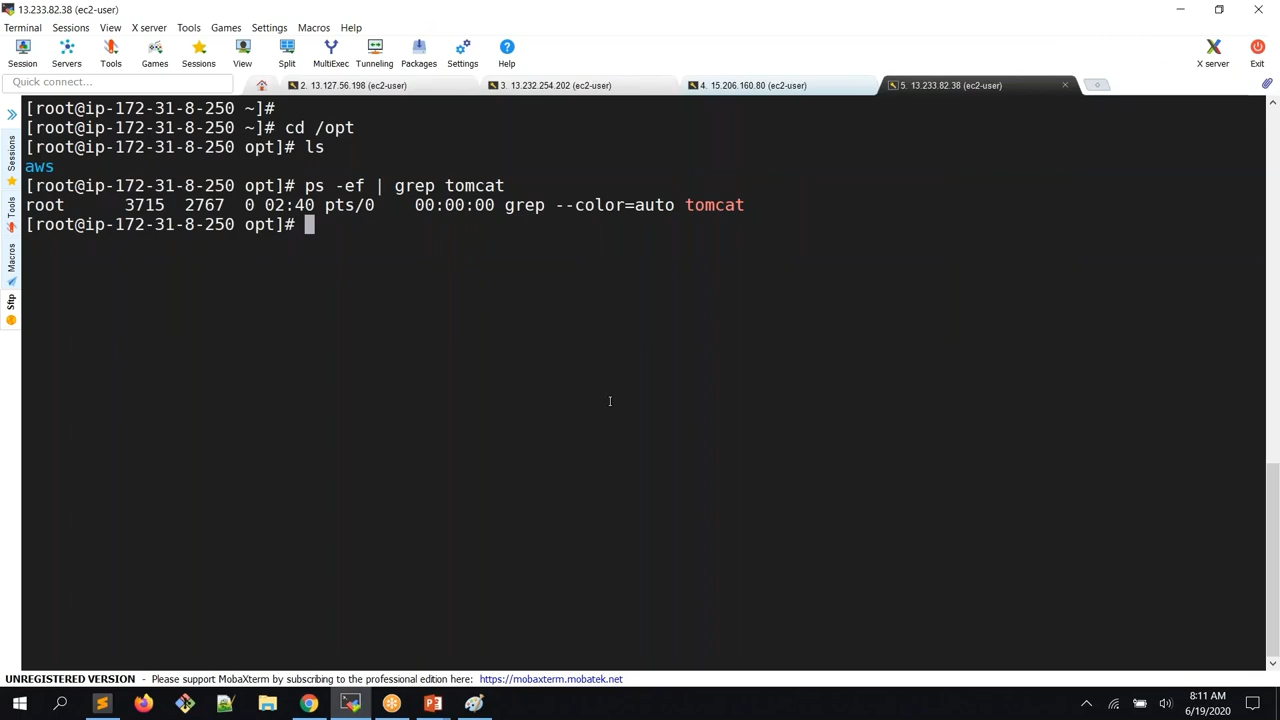 13.233.82.38 (ec2-user)
Terminal Sessions View X server Tools Games Settings Macros Help
Session Servers Tools Games Sessions View Split MultiExec Tunneling Packages Settings Help X server Exit
Quick connect...
2. 13.127.56.198 (ec2-user)
3. 13.232.254.202 (ec2-user)
4. 15.206.160.80 (ec2-user)
5. 13.233.82.38 (ec2-user)
Sessions
Tools
Macros
Sftp
[root@ip-172-31-8-250 ~]#
[root@ip-172-31-8-250 ~]# cd /opt
[root@ip-172-31-8-250 opt]# ls
aws
[root@ip-172-31-8-250 opt]# ps -ef | grep tomcat
root      3715  2767  0 02:40 pts/0    00:00:00 grep --color=auto tomcat
[root@ip-172-31-8-250 opt]#
UNREGISTERED VERSION - Please support MobaXterm by subscribing to the professional edition here: https://mobaxterm.mobatek.net
8:11 AM
6/19/2020